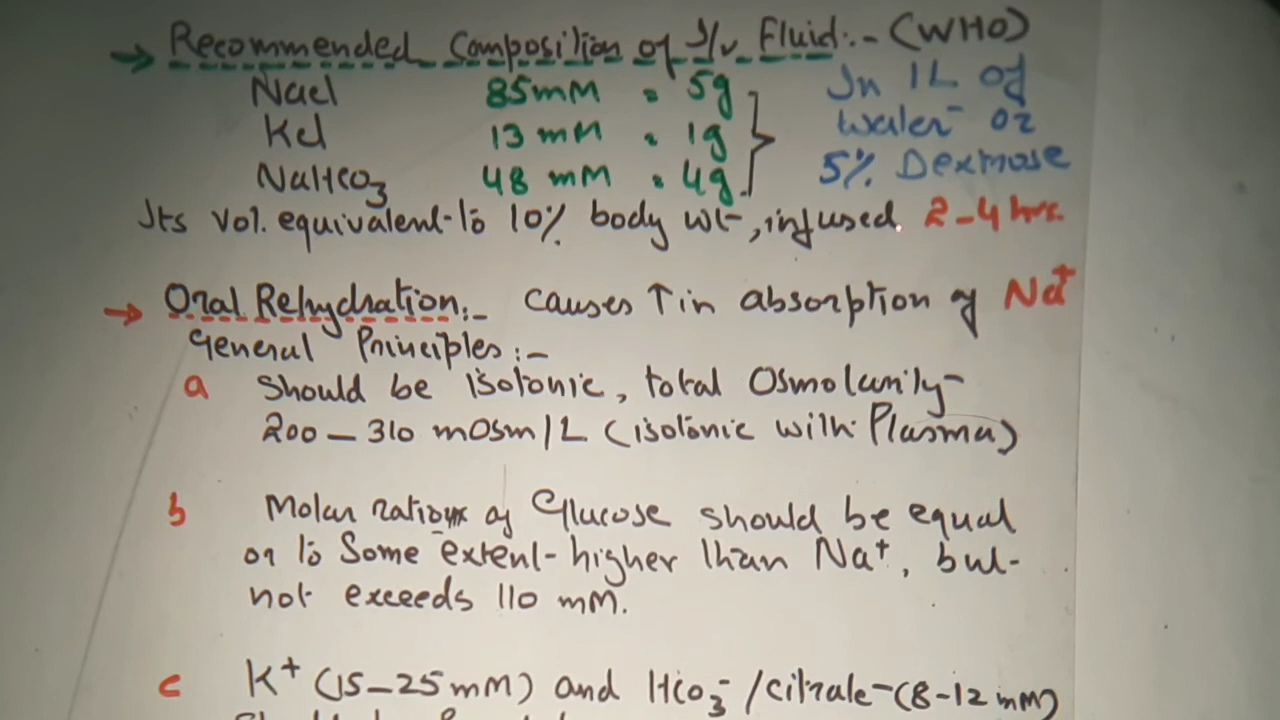 → Recommended Composition of I/v Fluid:- (WHO)
Nacl 85mM = 5g In 1L of
Kcl 13 mM = 1g Water or
NaHco3 48 mM = 4g. 5% Dextrose
Its vol. equivalent to 10% body wt, infused. 2-4 hrs.
→ Oral Rehydration:- causes ↑ in absorption of Na+
General Principles:-
a Should be isotonic, total Osmolarity
200-310 mOsm/L (isotonic with Plasma)
b Molar ratio of Glucose should be equal
or to Some extent higher than Na+, but
not exceeds 110 mM.
c K+ (15-25mM) and Hco3-/citrate (8-12 mM)